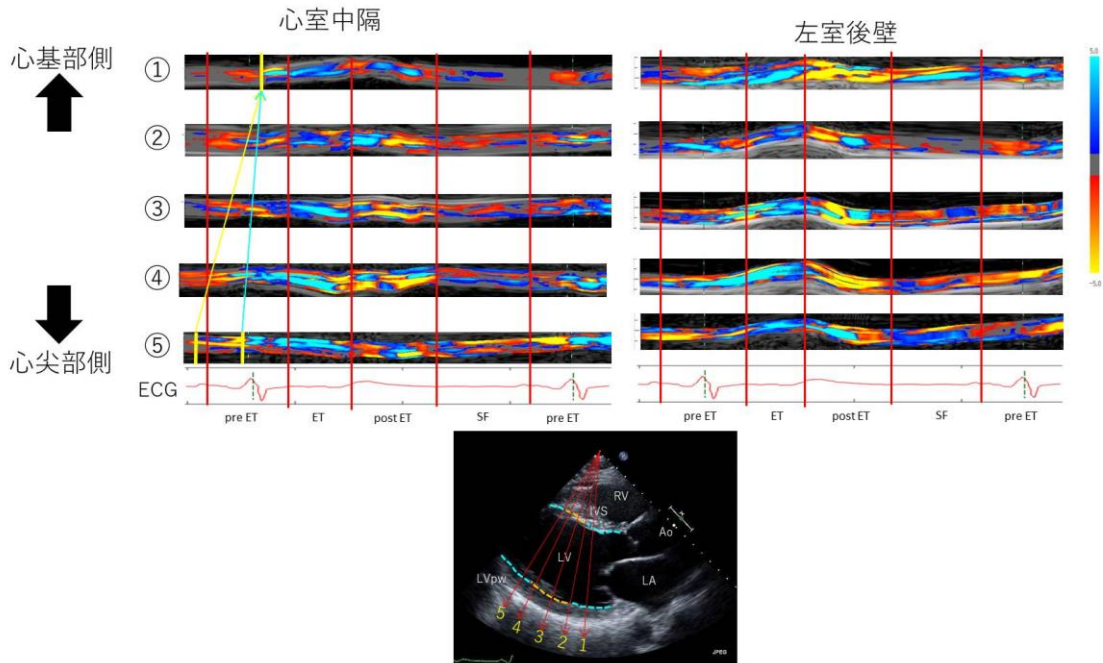 心室中隔
左室後壁
心基部側
①
②
③
④
⑤
心尖部側
5.0
-5.0
ECG
pre ET ET post ET SF pre ET
pre ET ET post ET SF pre ET
RV
IVS
Ao
LV
LA
LVpw
5
4
3
2
1
JPEG